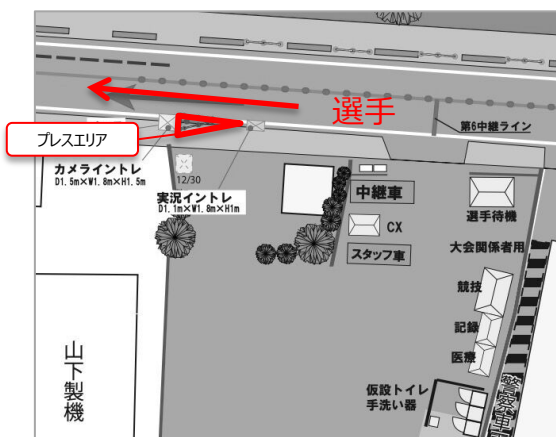 選手
第6中継ライン
プレスエリア
カメライントレ
D1.5m×W1.8m×H1.5m
12/30
実況イントレ
D1.1m×W1.8m×H1m
中継車
CX
スタッフ車
選手待機
大会関係者用
競技
記録
医療
山下製機
仮設トイレ
手洗い器